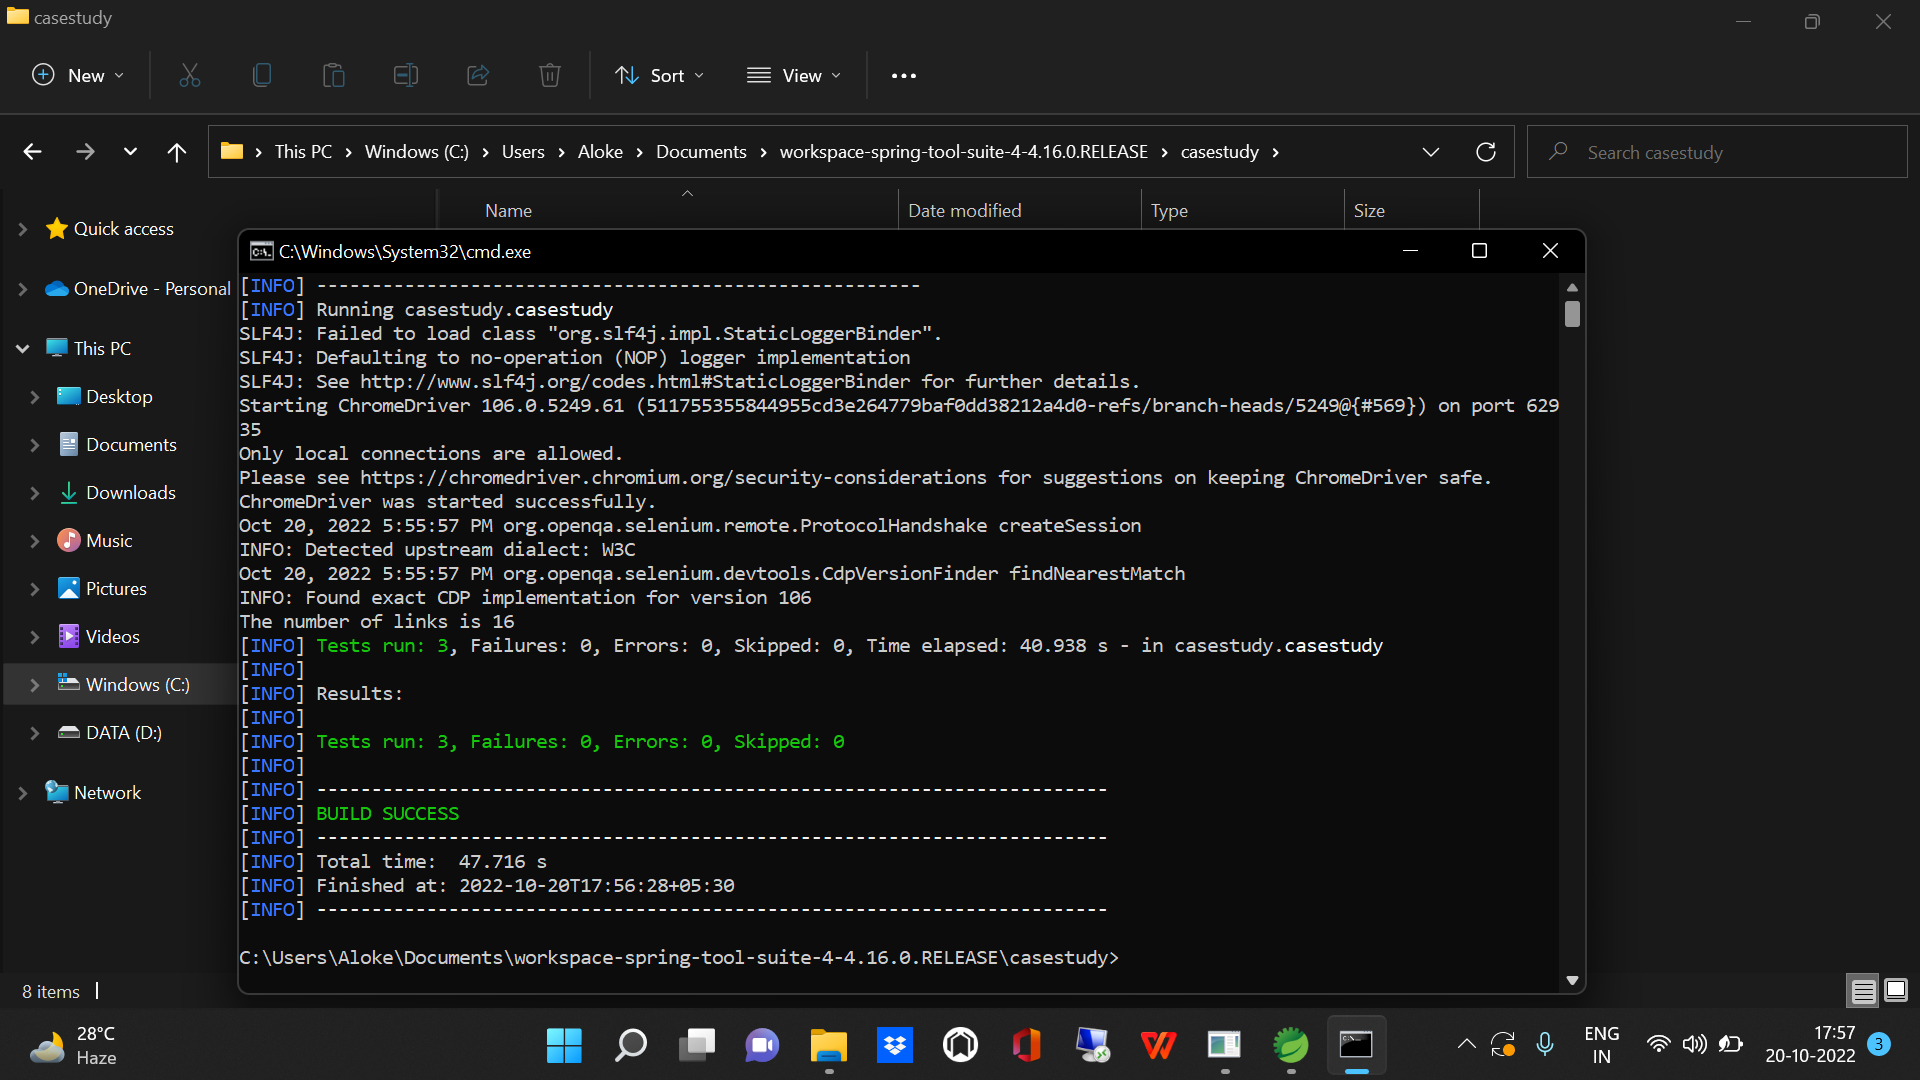 casestudy
New
Sort
View
This PC
Windows (C:)
Users
Aloke
Documents
workspace-spring-tool-suite-4-4.16.0.RELEASE
casestudy
Search casestudy
Name
Date modified
Type
Size
Quick access
OneDrive - Personal
This PC
Desktop
Documents
Downloads
Music
Pictures
Videos
Windows (C:)
DATA (D:)
Network
C:\Windows\System32\cmd.exe
[INFO] -------------------------------------------------------
[INFO] Running casestudy.casestudy
SLF4J: Failed to load class "org.slf4j.impl.StaticLoggerBinder".
SLF4J: Defaulting to no-operation (NOP) logger implementation
SLF4J: See http://www.slf4j.org/codes.html#StaticLoggerBinder for further details.
Starting ChromeDriver 106.0.5249.61 (511755355844955cd3e264779baf0dd38212a4d0-refs/branch-heads/5249@{#569}) on port 629
35
Only local connections are allowed.
Please see https://chromedriver.chromium.org/security-considerations for suggestions on keeping ChromeDriver safe.
ChromeDriver was started successfully.
Oct 20, 2022 5:55:57 PM org.openqa.selenium.remote.ProtocolHandshake createSession
INFO: Detected upstream dialect: W3C
Oct 20, 2022 5:55:57 PM org.openqa.selenium.devtools.CdpVersionFinder findNearestMatch
INFO: Found exact CDP implementation for version 106
The number of links is 16
[INFO] Tests run: 3, Failures: 0, Errors: 0, Skipped: 0, Time elapsed: 40.938 s - in casestudy.casestudy
[INFO]
[INFO] Results:
[INFO]
[INFO] Tests run: 3, Failures: 0, Errors: 0, Skipped: 0
[INFO]
[INFO] ------------------------------------------------------------------------
[INFO] BUILD SUCCESS
[INFO] ------------------------------------------------------------------------
[INFO] Total time:  47.716 s
[INFO] Finished at: 2022-10-20T17:56:28+05:30
[INFO] ------------------------------------------------------------------------
C:\Users\Aloke\Documents\workspace-spring-tool-suite-4-4.16.0.RELEASE\casestudy>
8 items
28°C
Haze
ENG
IN
17:57
20-10-2022
3